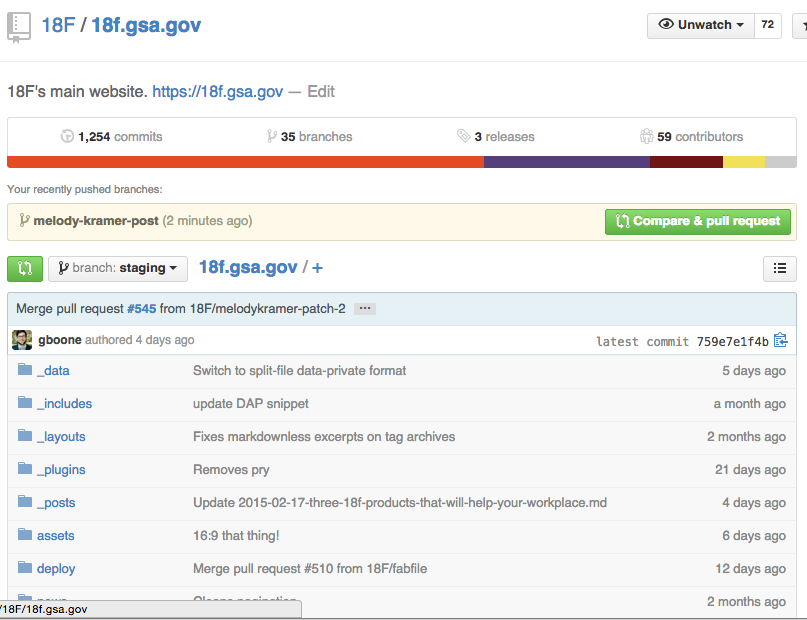 18F / 18f.gsa.gov
Unwatch 72
18F's main website. https://18f.gsa.gov — Edit
1,254 commits 35 branches 3 releases 59 contributors
Your recently pushed branches:
melody-kramer-post (2 minutes ago) Compare & pull request
branch: staging 18f.gsa.gov / +
Merge pull request #545 from 18F/melodykramer-patch-2 ...
gboone authored 4 days ago latest commit 759e7e1f4b
_data Switch to split-file data-private format 5 days ago
_includes update DAP snippet a month ago
_layouts Fixes markdownless excerpts on tag archives 2 months ago
_plugins Removes pry 21 days ago
_posts Update 2015-02-17-three-18f-products-that-will-help-your-workplace.md 4 days ago
assets 16:9 that thing! 6 days ago
deploy Merge pull request #510 from 18F/fabfile 12 days ago
2 months ago
/18F/18f.gsa.gov